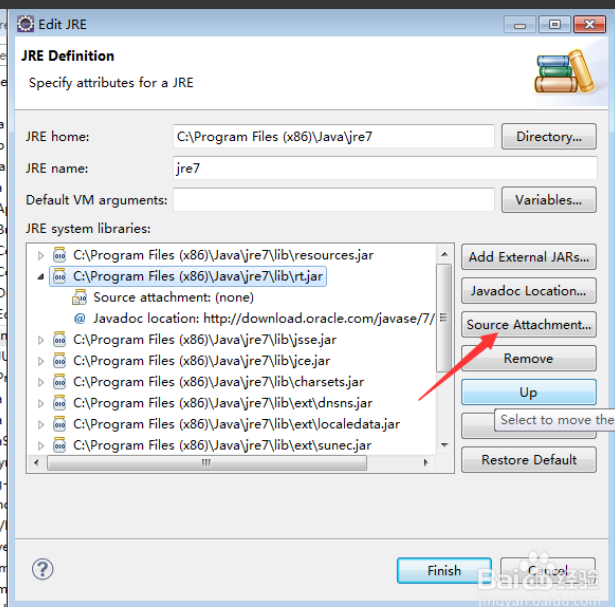 Edit JRE
JRE Definition
Specify attributes for a JRE
JRE home:
C:\Program Files (x86)\Java\jre7
Directory...
JRE name:
jre7
Default VM arguments:
Variables...
JRE system libraries:
C:\Program Files (x86)\Java\jre7\lib\resources.jar
Add External JARs...
C:\Program Files (x86)\Java\jre7\lib\rt.jar
Source attachment: (none)
Javadoc Location...
Javadoc location: http://download.oracle.com/javase/7/
Source Attachment...
C:\Program Files (x86)\Java\jre7\lib\jsse.jar
C:\Program Files (x86)\Java\jre7\lib\jce.jar
Remove
C:\Program Files (x86)\Java\jre7\lib\charsets.jar
Up
C:\Program Files (x86)\Java\jre7\lib\ext\dnsns.jar
C:\Program Files (x86)\Java\jre7\lib\ext\localedata.jar
Select to move the
C:\Program Files (x86)\Java\jre7\lib\ext\sunec.jar
Restore Default
Finish
Cancel
Baidu经验
jingyan.baidu.com